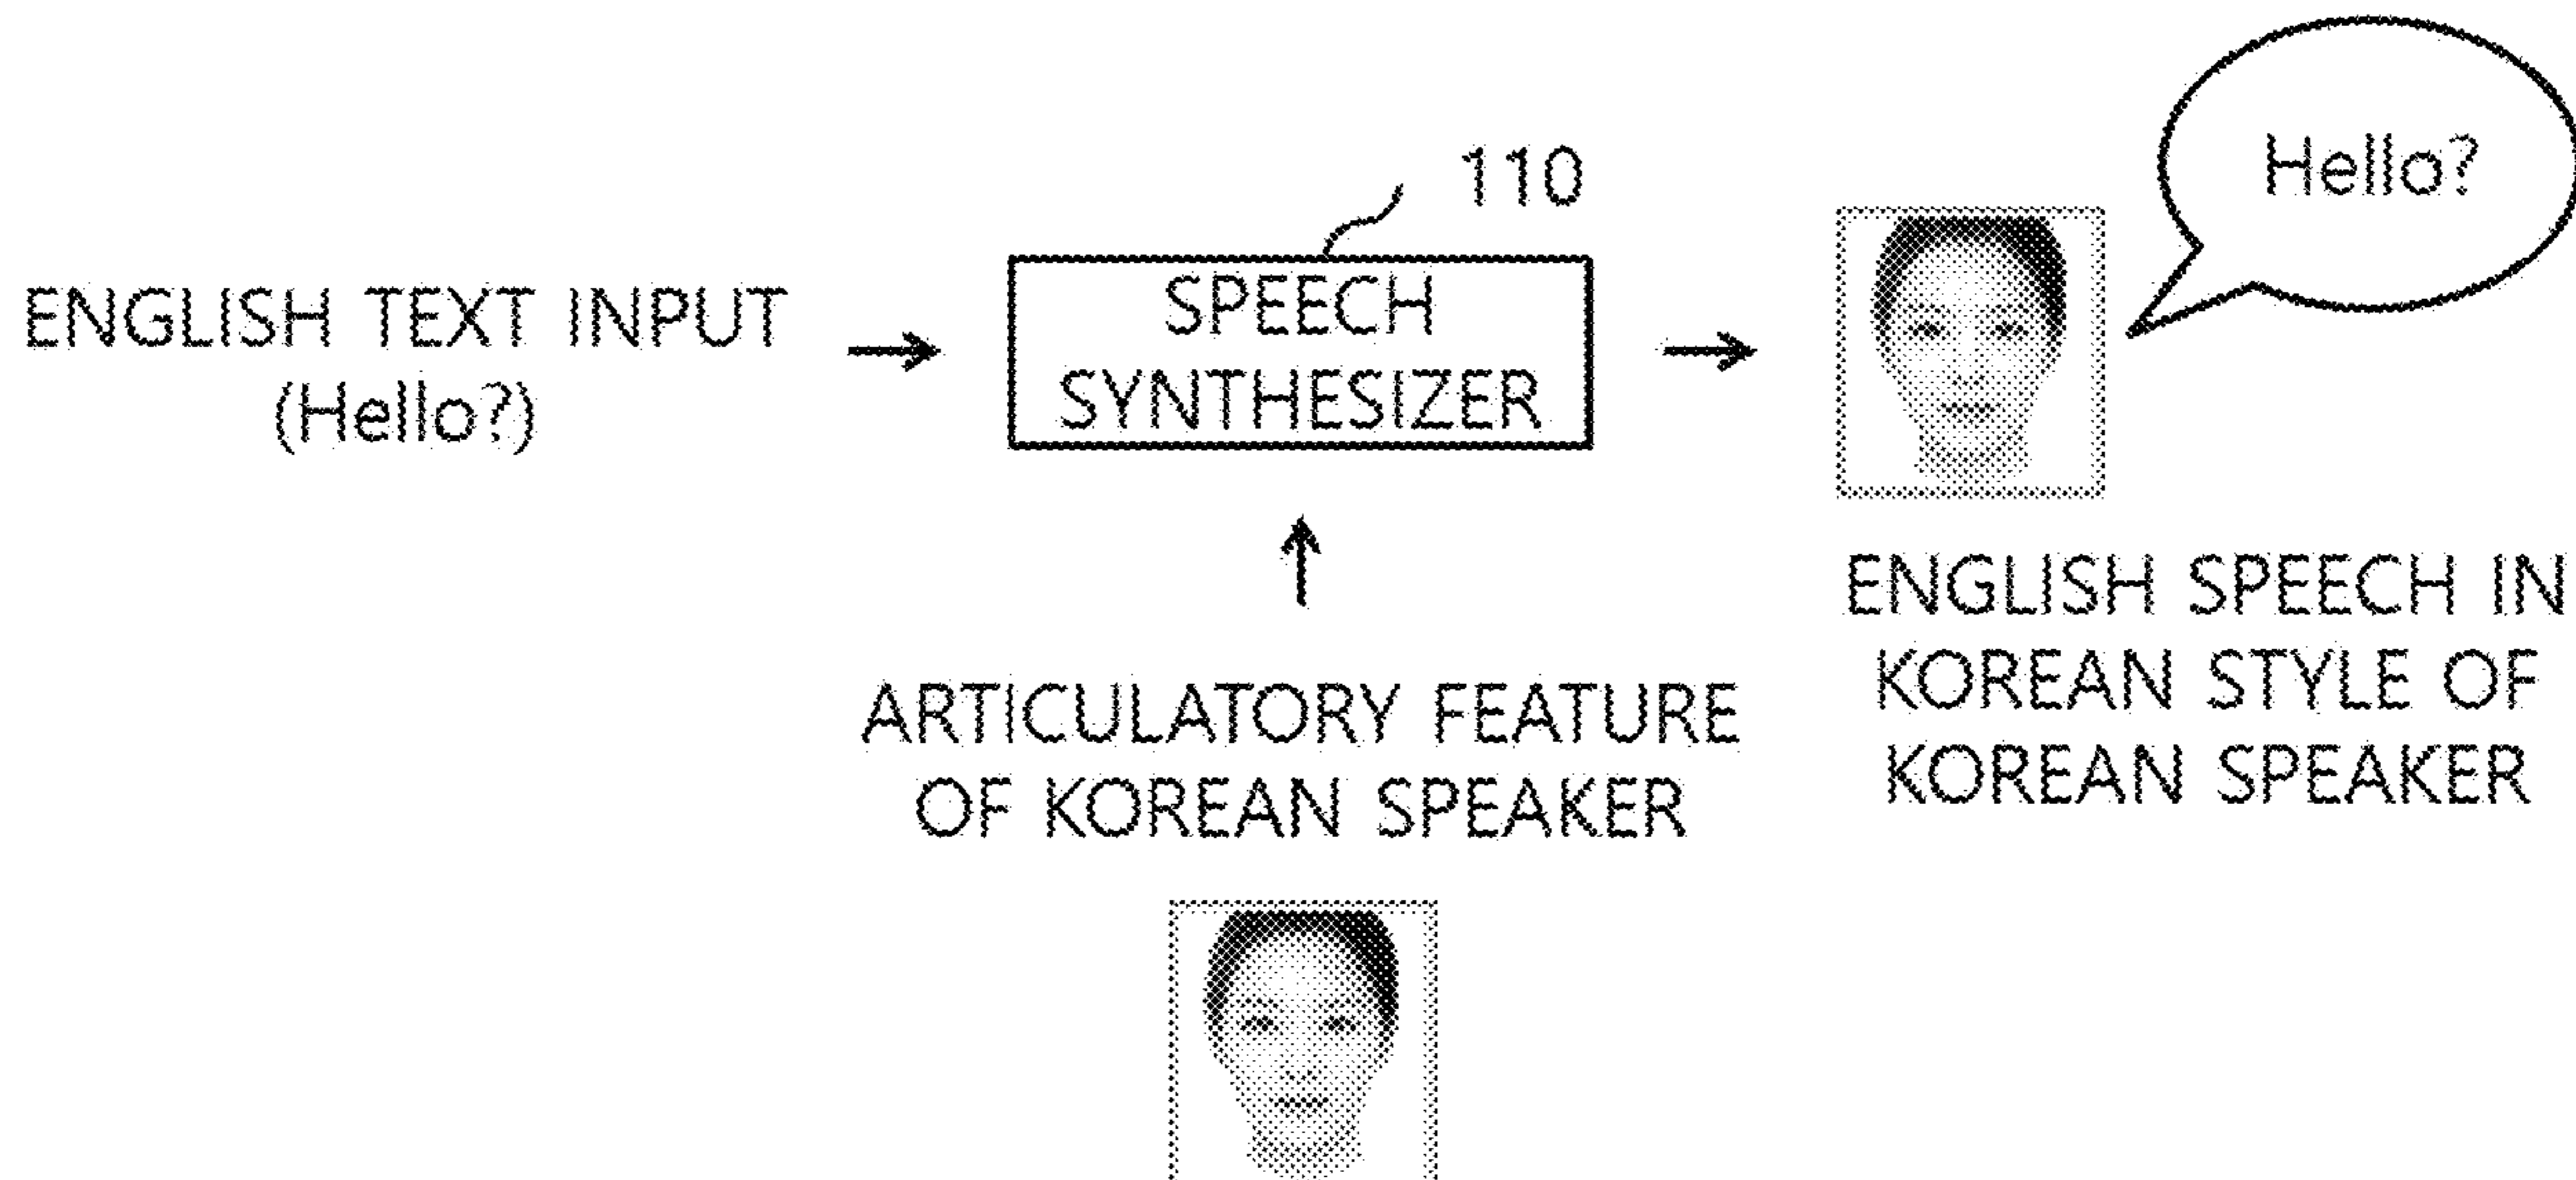 Hello?
110
ENGLISH TEXT INPUT
(Hello?)
SPEECH
SYNTHESIZER
ENGLISH SPEECH IN
KOREAN STYLE OF
KOREAN SPEAKER
ARTICULATORY FEATURE
OF KOREAN SPEAKER